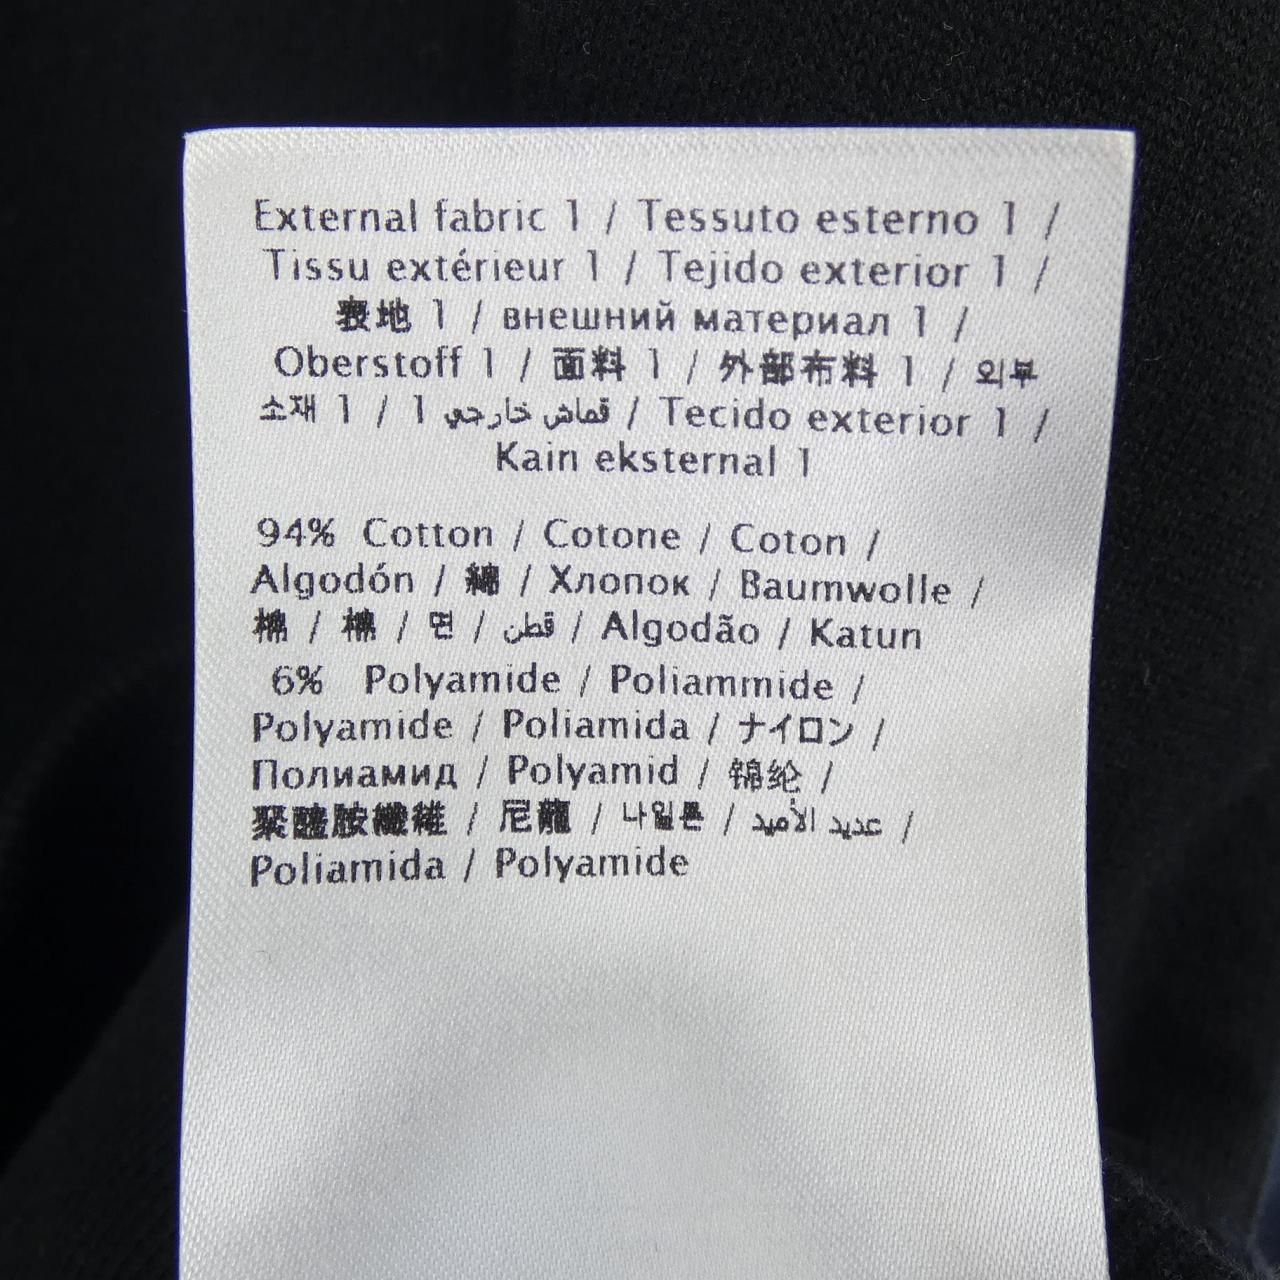 External fabric 1 / Tessuto esterno 1 /
Tissu extérieur 1 / Tejido exterior 1 /
表地 1 / внешний материал 1 /
Oberstoff 1 / 面料 1 / 外部布料 1 / 외부
소재 1 / 1 قماش خارجي / Tecido exterior 1 /
Kain eksternal 1
94% Cotton / Cotone / Coton /
Algodón / 綿 / Хлопок / Baumwolle /
棉 / 棉 / 면 / قطن / Algodão / Katun
6% Polyamide / Poliammide /
Polyamide / Poliamida / ナイロン /
Полиамид / Polyamid / 锦纶 /
聚醯胺纖維 / 尼龍 / 나일론 / عديد الأميد /
Poliamida / Polyamide